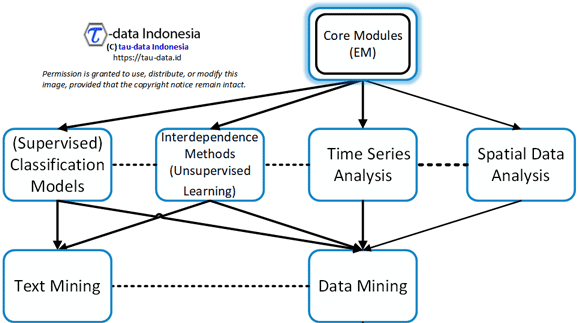 τ -data Indonesia
(C) tau-data Indonesia
https://tau-data.id
Permission is granted to use, distribute, or modify this
image, provided that the copyright notice remain intact.
Core Modules
(EM)
(Supervised)
Classification
Models
Interdependence
Methods
(Unsupervised
Learning)
Time Series
Analysis
Spatial Data
Analysis
Text Mining
Data Mining